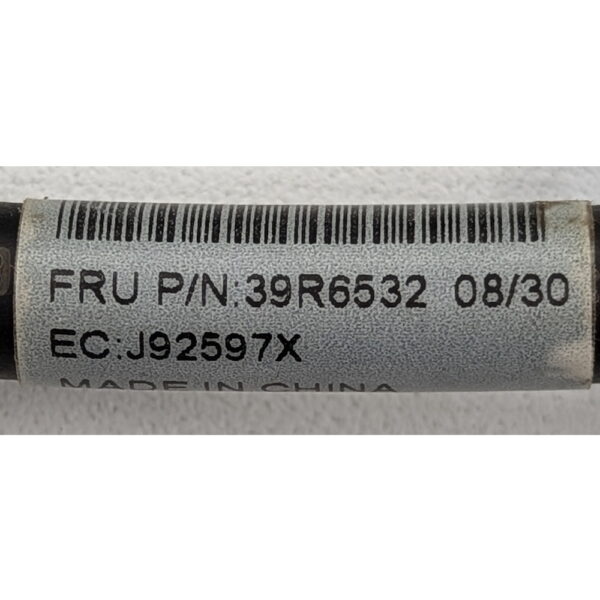 FRU P/N:39R6532 08/30
EC:J92597X
MADE IN CHINA